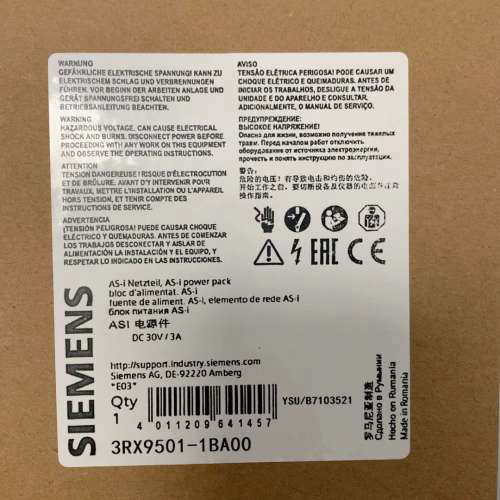 WARNUNG
GEFÄHRLICHE ELEKTRISCHE SPANNUNG! KANN ZU
ELEKTRISCHEM SCHLAG UND VERBRENNUNGEN
FÜHREN. VOR BEGINN DER ARBEITEN ANLAGE UND
GERÄT SPANNUNGSFREI SCHALTEN UND
BETRIEBSANLEITUNG BEACHTEN.
WARNING
HAZARDOUS VOLTAGE, CAN CAUSE ELECTRICAL
SHOCK AND BURNS. DISCONNECT POWER BEFORE
PROCEEDING WITH ANY WORK ON THIS EQUIPMENT
AND OBSERVE THE OPERATING INSTRUCTIONS.
ATTENTION
TENSION DANGEREUSE ! RISQUE D'ÉLECTROCUTION
ET DE BRÛLURE. AVANT D'Y INTERVENIR POUR
TRAVAUX, METTRE L'INSTALLATION ET L'APPAREIL
HORS TENSION, ET TENIR COMPTE DES
INSTRUCTIONS DE SERVICE.
ADVERTENCIA
¡TENSIÓN PELIGROSA! PUEDE CAUSAR CHOQUE
ELÉCTRICO Y QUEMADURAS. ANTES DE COMENZAR
LOS TRABAJOS DESCONECTAR Y AISLAR DE
ALIMENTACIÓN LA INSTALACIÓN Y EL EQUIPO, Y
RESPETAR LO INDICADO EN LAS INSTRUCCIONES.
AVISO
TENSÃO ELÉTRICA PERIGOSA! PODE CAUSAR UM
CHOQUE ELÉTRICO E QUEIMADURAS. ANTES DE
INICIAR OS TRABALHOS, DESLIGUE A TENSÃO DA
UNIDADE E DO APARELHO E CONSULTAR,
ADICIONALMENTE, O MANUAL DE SERVIÇO.
ПРЕДУПРЕЖДЕНИЕ:
ВЫСОКОЕ НАПРЯЖЕНИЕ!
Опасно для жизни, возможно получение тяжелых
травм. Перед началом работ отключить
оборудование от источника электроэнергии,
прочесть и понять инструкцию по эксплуатации.
警告:
危险的电压! 有导致电击和灼伤的危险。
开始工作之前, 要切断设备及仪器的电源并遵守
操作指南。
EAC CE
SIEMENS
AS-i Netzteil, AS-i power pack
bloc d'alimentat. AS-i
fuente de aliment. AS-i, elemento de rede AS-i
блок питания AS-i
ASI 电源件
DC 30V / 3A
http://support.industry.siemens.com
Siemens AG, DE-92220 Amberg
"E03"
Qty
1
4 011209 641457
YSU/B7103521
3RX9501-1BA00
罗马尼亚制造
Сделано в Румынии
Hecho en Rumania
Made in Romania